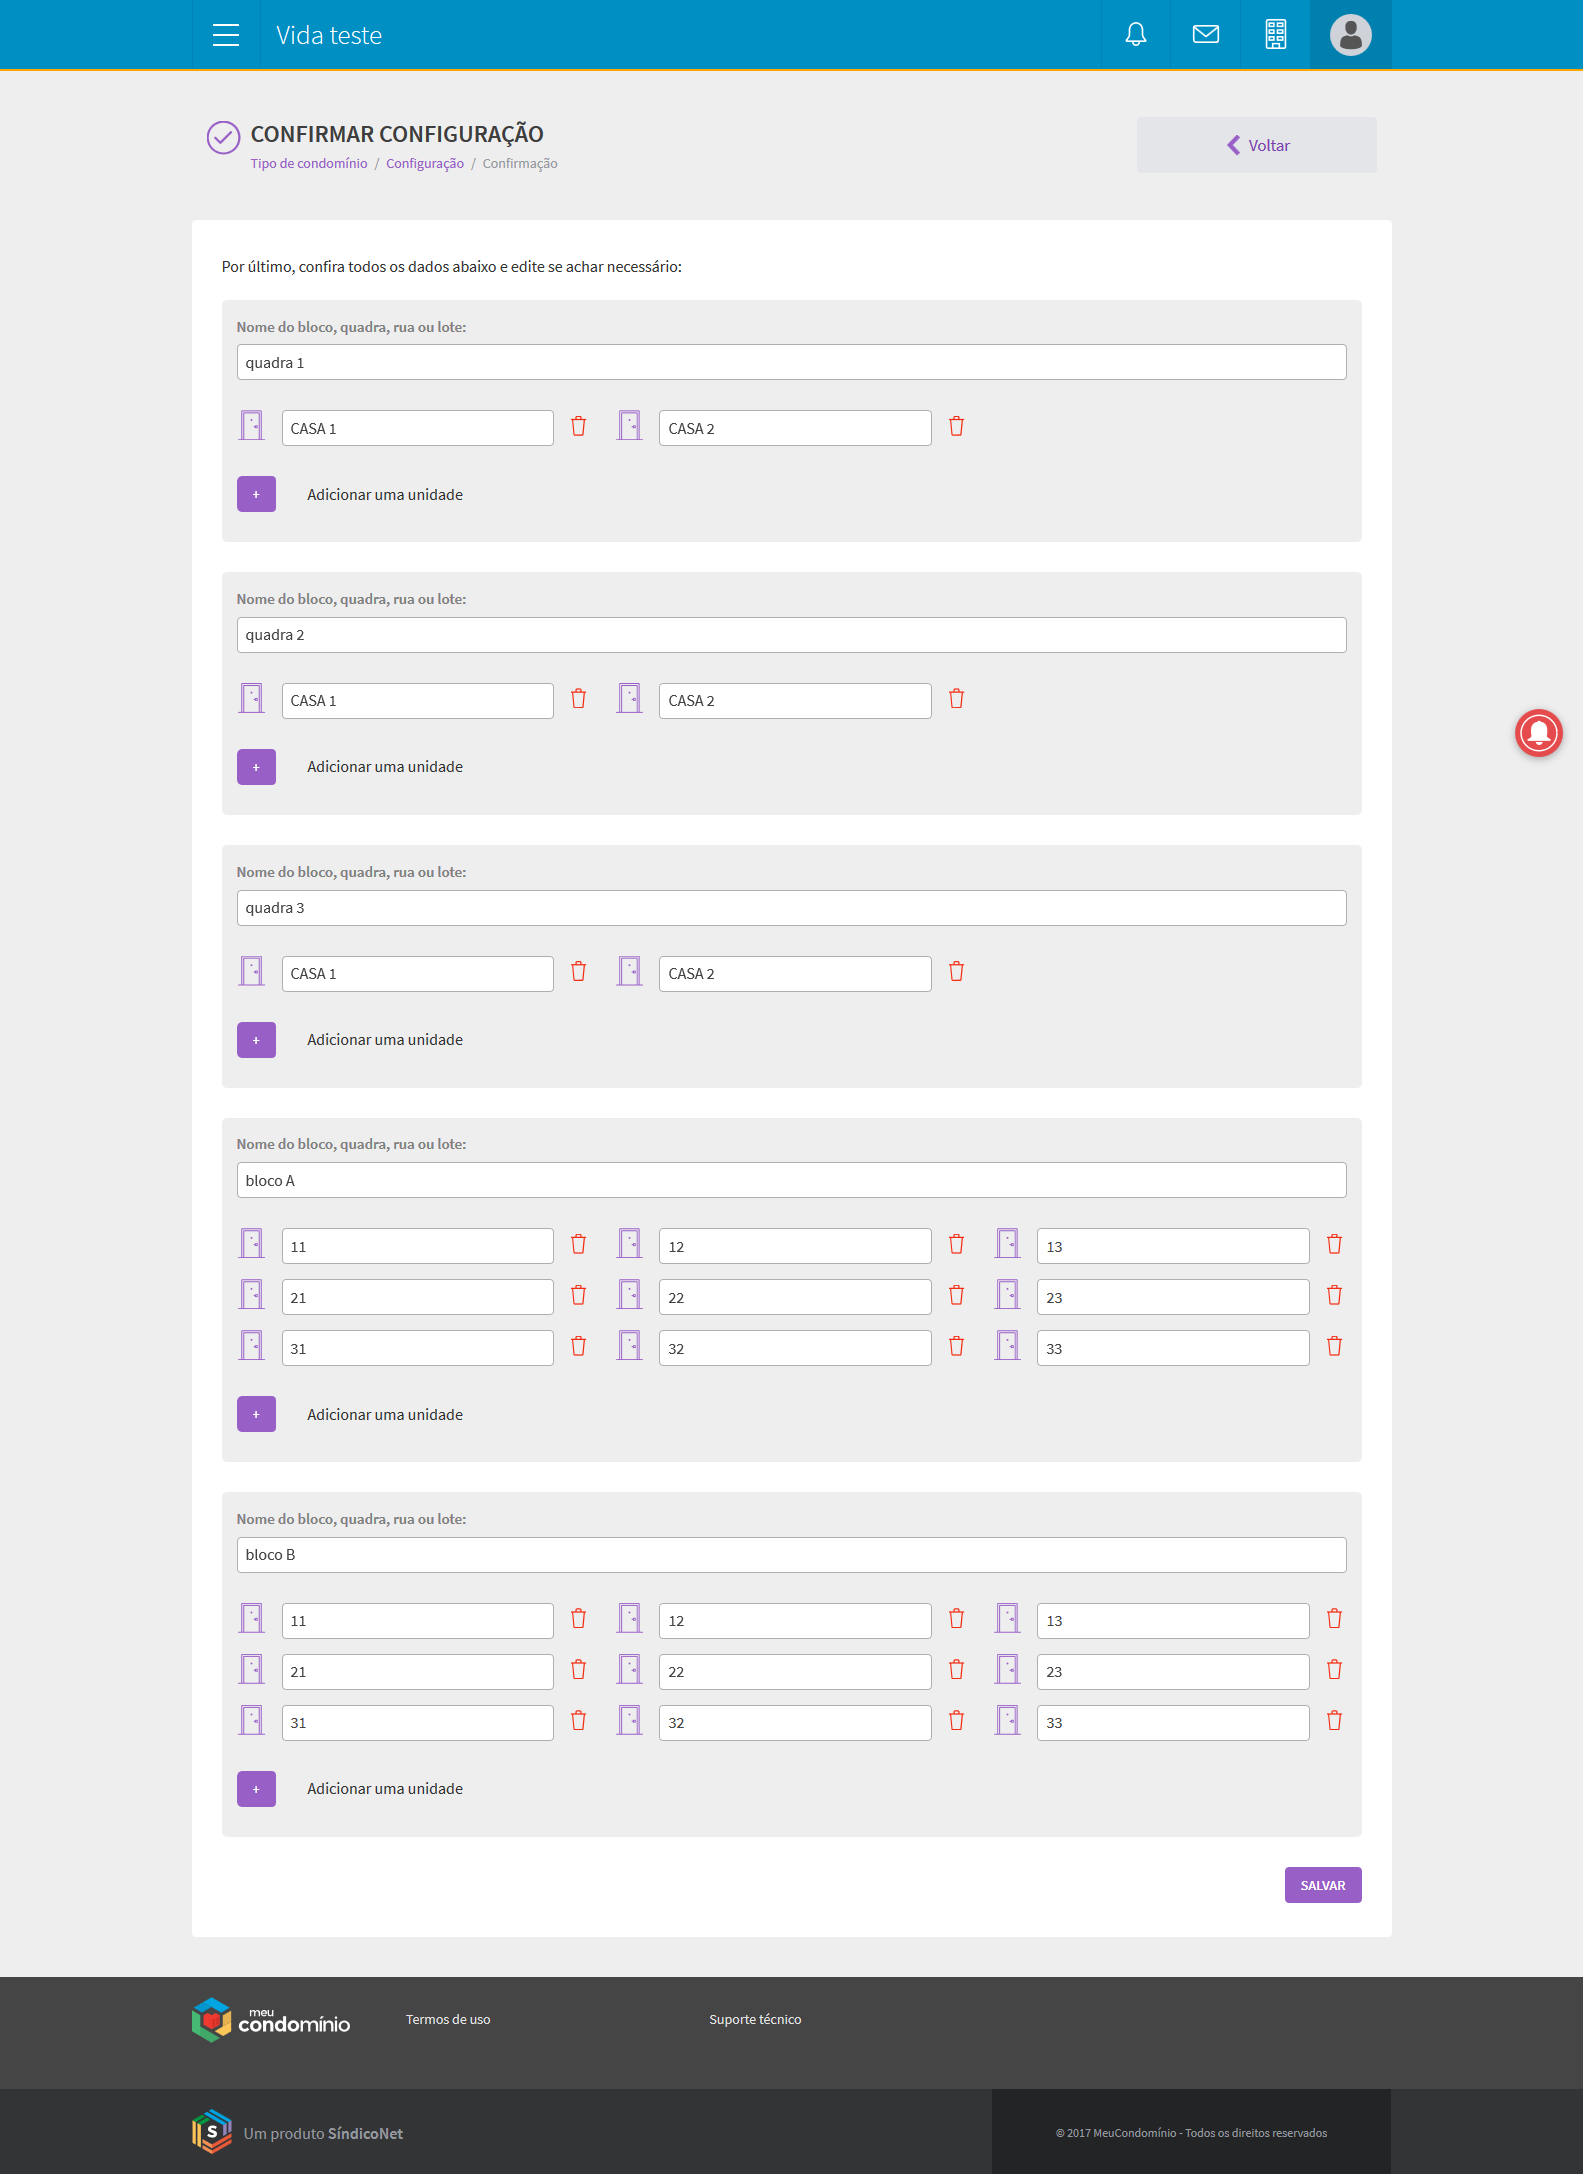 Vida teste
CONFIRMAR CONFIGURAÇÃO
Tipo de condomínio / Configuração / Confirmação
Voltar
Por último, confira todos os dados abaixo e edite se achar necessário:
Nome do bloco, quadra, rua ou lote:
quadra 1
CASA 1 CASA 2
+ Adicionar uma unidade
Nome do bloco, quadra, rua ou lote:
quadra 2
CASA 1 CASA 2
+ Adicionar uma unidade
Nome do bloco, quadra, rua ou lote:
quadra 3
CASA 1 CASA 2
+ Adicionar uma unidade
Nome do bloco, quadra, rua ou lote:
bloco A
11 12 13
21 22 23
31 32 33
+ Adicionar uma unidade
Nome do bloco, quadra, rua ou lote:
bloco B
11 12 13
21 22 23
31 32 33
+ Adicionar uma unidade
SALVAR
meu
condomínio
Termos de uso
Suporte técnico
S
Um produto SíndicoNet
© 2017 MeuCondomínio - Todos os direitos reservados